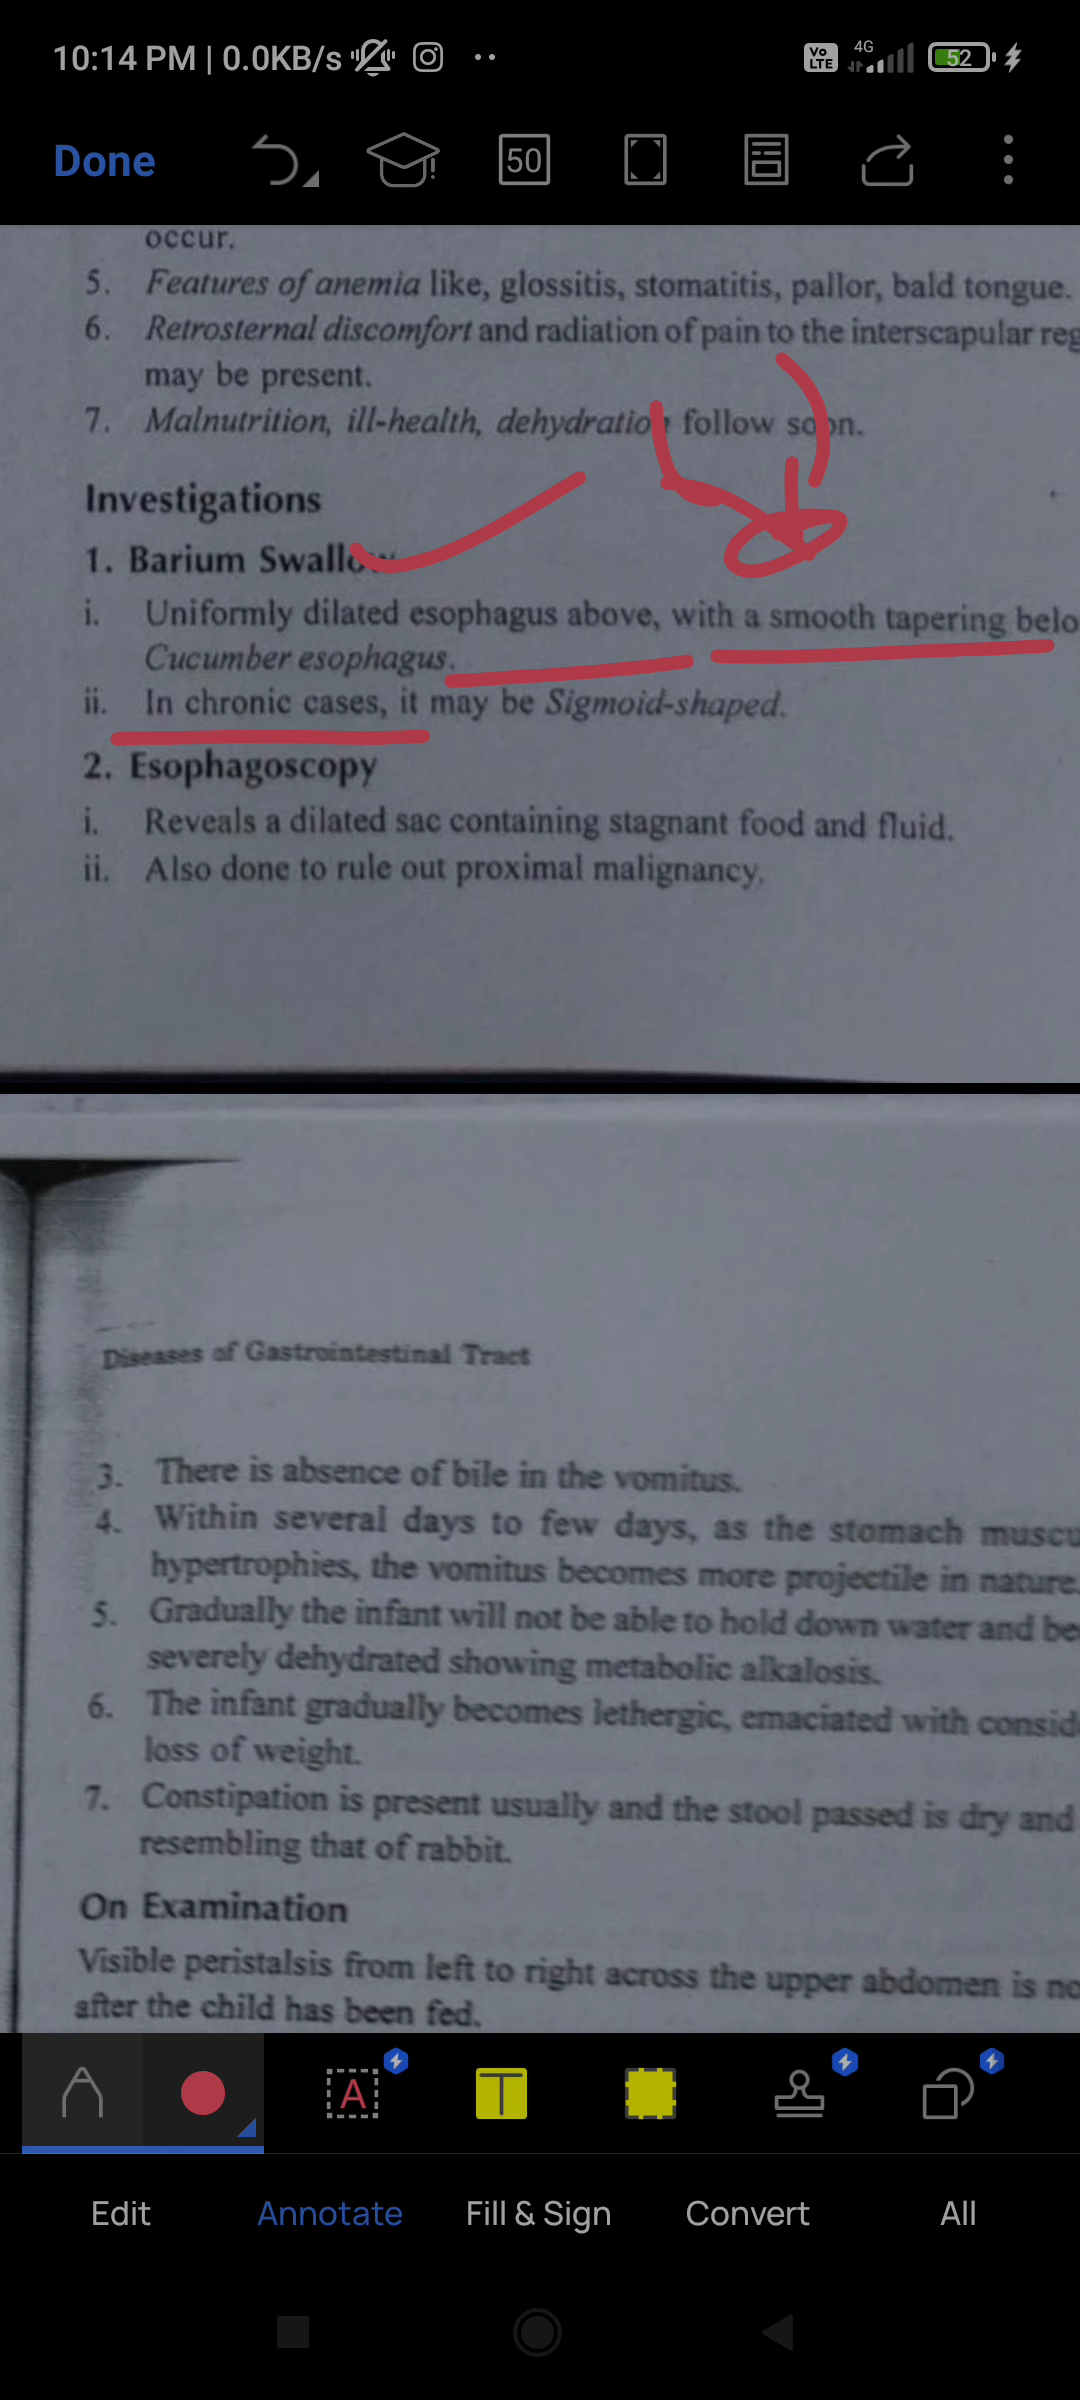 10:14 PM | 0.0KB/s
Vo LTE 4G 52
Done 50
occur.
5. Features of anemia like, glossitis, stomatitis, pallor, bald tongue.
6. Retrosternal discomfort and radiation of pain to the interscapular reg
may be present.
7. Malnutrition, ill-health, dehydration follow soon.
Investigations
1. Barium Swallow
i. Uniformly dilated esophagus above, with a smooth tapering belo
Cucumber esophagus.
ii. In chronic cases, it may be Sigmoid-shaped.
2. Esophagoscopy
i. Reveals a dilated sac containing stagnant food and fluid.
ii. Also done to rule out proximal malignancy.
Diseases of Gastrointestinal Tract
3. There is absence of bile in the vomitus.
4. Within several days to few days, as the stomach muscu
hypertrophies, the vomitus becomes more projectile in nature.
5. Gradually the infant will not be able to hold down water and be
severely dehydrated showing metabolic alkalosis.
6. The infant gradually becomes lethergic, emaciated with consid
loss of weight.
7. Constipation is present usually and the stool passed is dry and
resembling that of rabbit.
On Examination
Visible peristalsis from left to right across the upper abdomen is no
after the child has been fed.
A T
Edit Annotate Fill & Sign Convert All